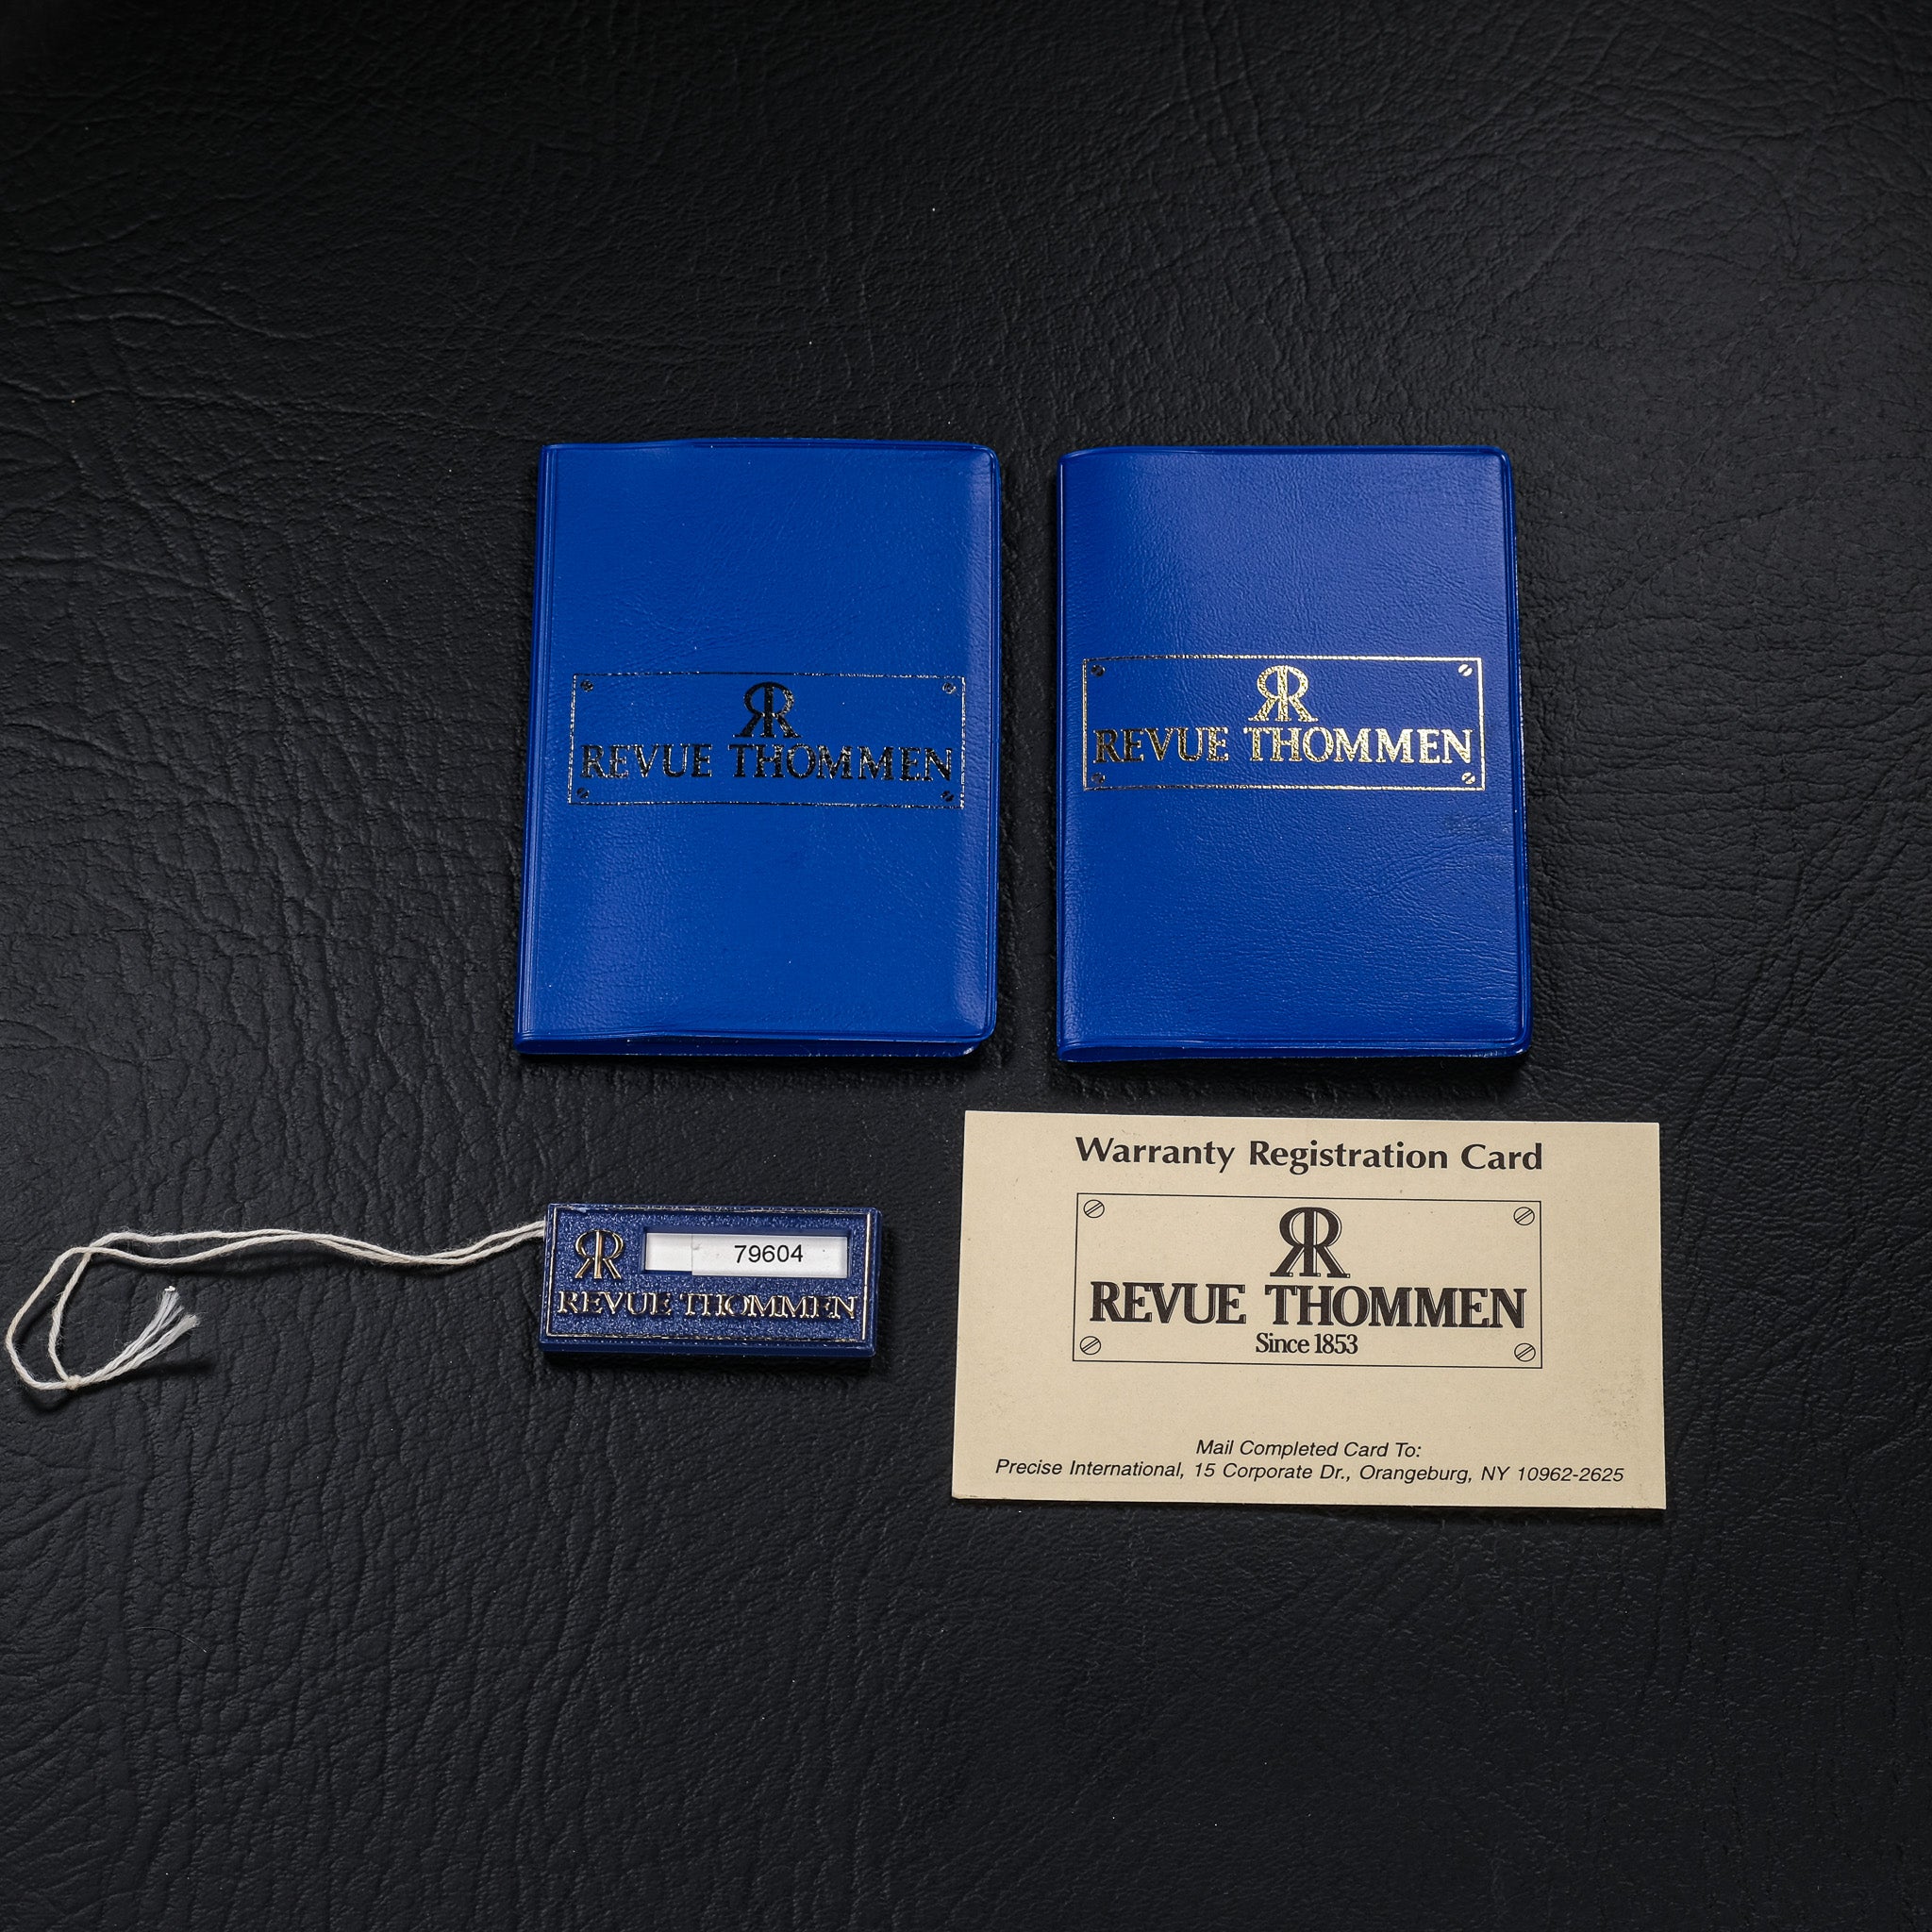 RR
REVUE THOMMEN
RR
REVUE THOMMEN
RR
79604
REVUE THOMMEN
Warranty Registration Card
RR
REVUE THOMMEN
Since 1853
Mail Completed Card To:
Precise International, 15 Corporate Dr., Orangeburg, NY 10962-2625